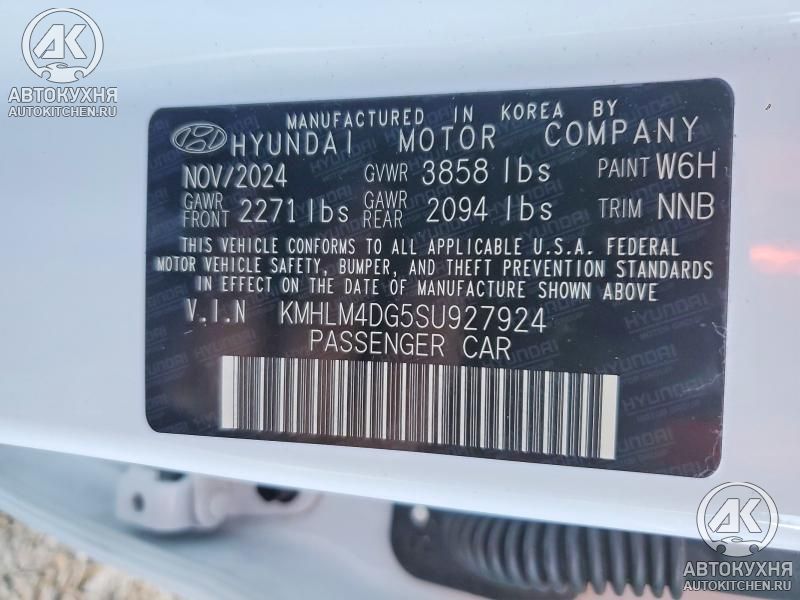 AK
АВТОКУХНЯ
AUTOKITCHEN.RU
MANUFACTURED IN KOREA BY
HYUNDAI MOTOR COMPANY
NOV/2024 GVWR 3858 lbs PAINT W6H
GAWR FRONT 2271 lbs GAWR REAR 2094 lbs TRIM NNB
THIS VEHICLE CONFORMS TO ALL APPLICABLE U.S.A. FEDERAL
MOTOR VEHICLE SAFETY, BUMPER, AND THEFT PREVENTION STANDARDS
IN EFFECT ON THE DATE OF MANUFACTURE SHOWN ABOVE
V.I.N KMHLM4DG5SU927924
PASSENGER CAR
AK
АВТОКУХНЯ
AUTOKITCHEN.RU